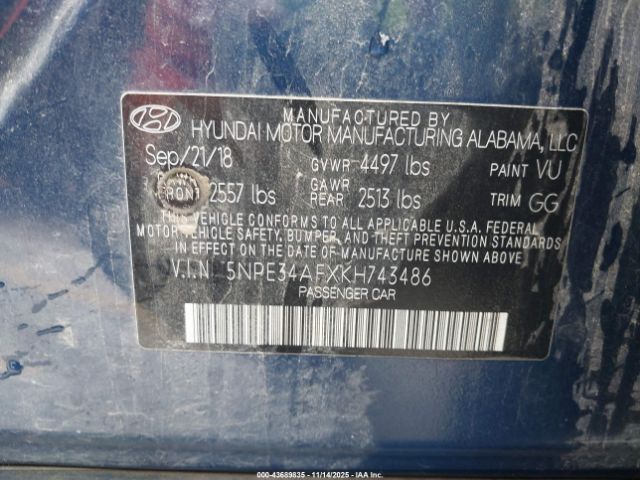 MANUFACTURED BY
HYUNDAI MOTOR MANUFACTURING ALABAMA, LLC
Sep/21/18 GVWR 4497 lbs PAINT VU
2557 lbs GAWR REAR 2513 lbs TRIM GG
THIS VEHICLE CONFORMS TO ALL APPLICABLE U.S.A. FEDERAL
MOTOR VEHICLE SAFETY, BUMPER, AND THEFT PREVENTION STANDARDS
IN EFFECT ON THE DATE OF MANUFACTURE SHOWN ABOVE.
V.I.N. 5NPE34AFXKH743486
PASSENGER CAR
000-43689835 - 11/14/2025 - © IAA Holdings, LLC